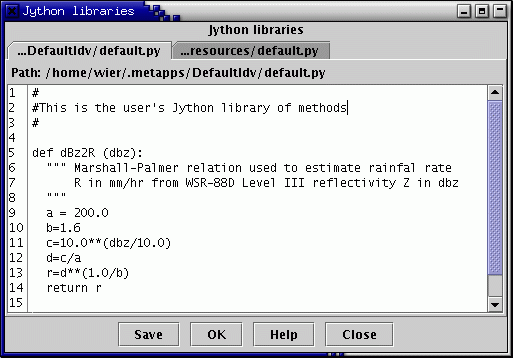 Jython libraries
Jython libraries
...DefaultIdv/default.py ...resources/default.py
Path: /home/wier/.metapps/DefaultIdv/default.py
1 #
2 #This is the user's Jython library of methods
3 #
4
5 def dBz2R (dbz):
6 """ Marshall-Palmer relation used to estimate rainfal rate
7 R in mm/hr from WSR-88D Level III reflectivity Z in dbz
8 """
9 a = 200.0
10 b=1.6
11 c=10.0**(dbz/10.0)
12 d=c/a
13 r=d**(1.0/b)
14 return r
15
Save OK Help Close